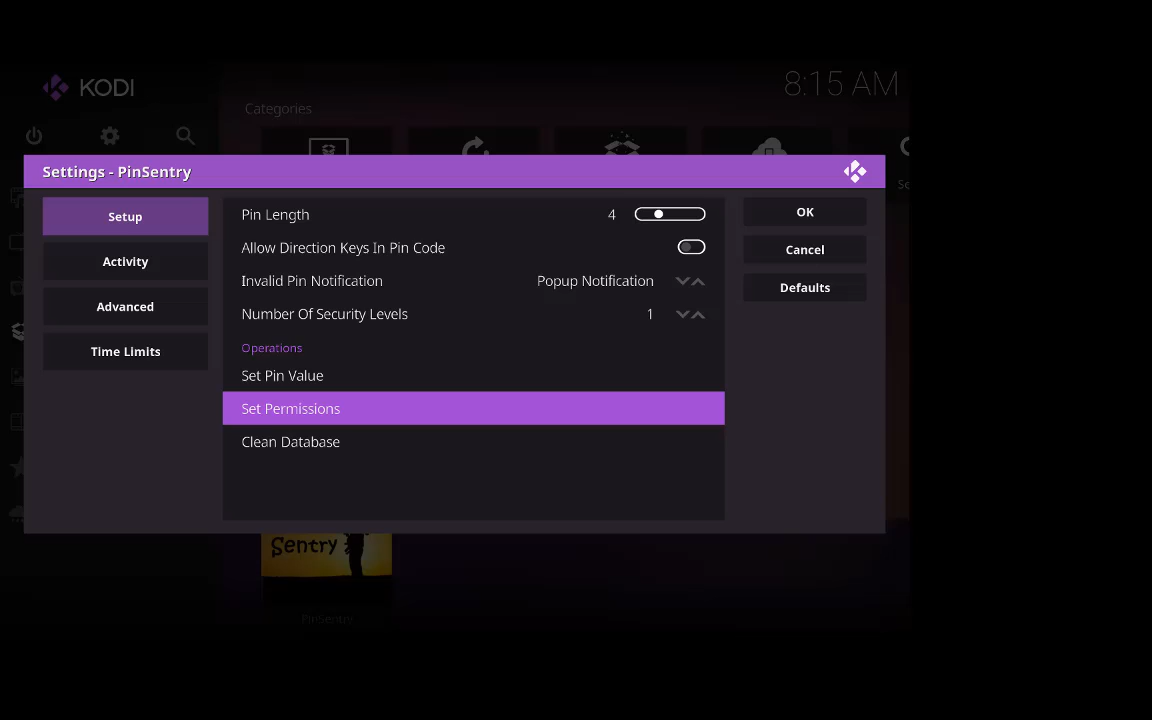 KODI
8:15 AM
Categories
Settings - PinSentry
Setup
Activity
Advanced
Time Limits
Pin Length 4
Allow Direction Keys In Pin Code
Invalid Pin Notification Popup Notification
Number Of Security Levels 1
Operations
Set Pin Value
Set Permissions
Clean Database
OK
Cancel
Defaults
Sentry
PinSentry